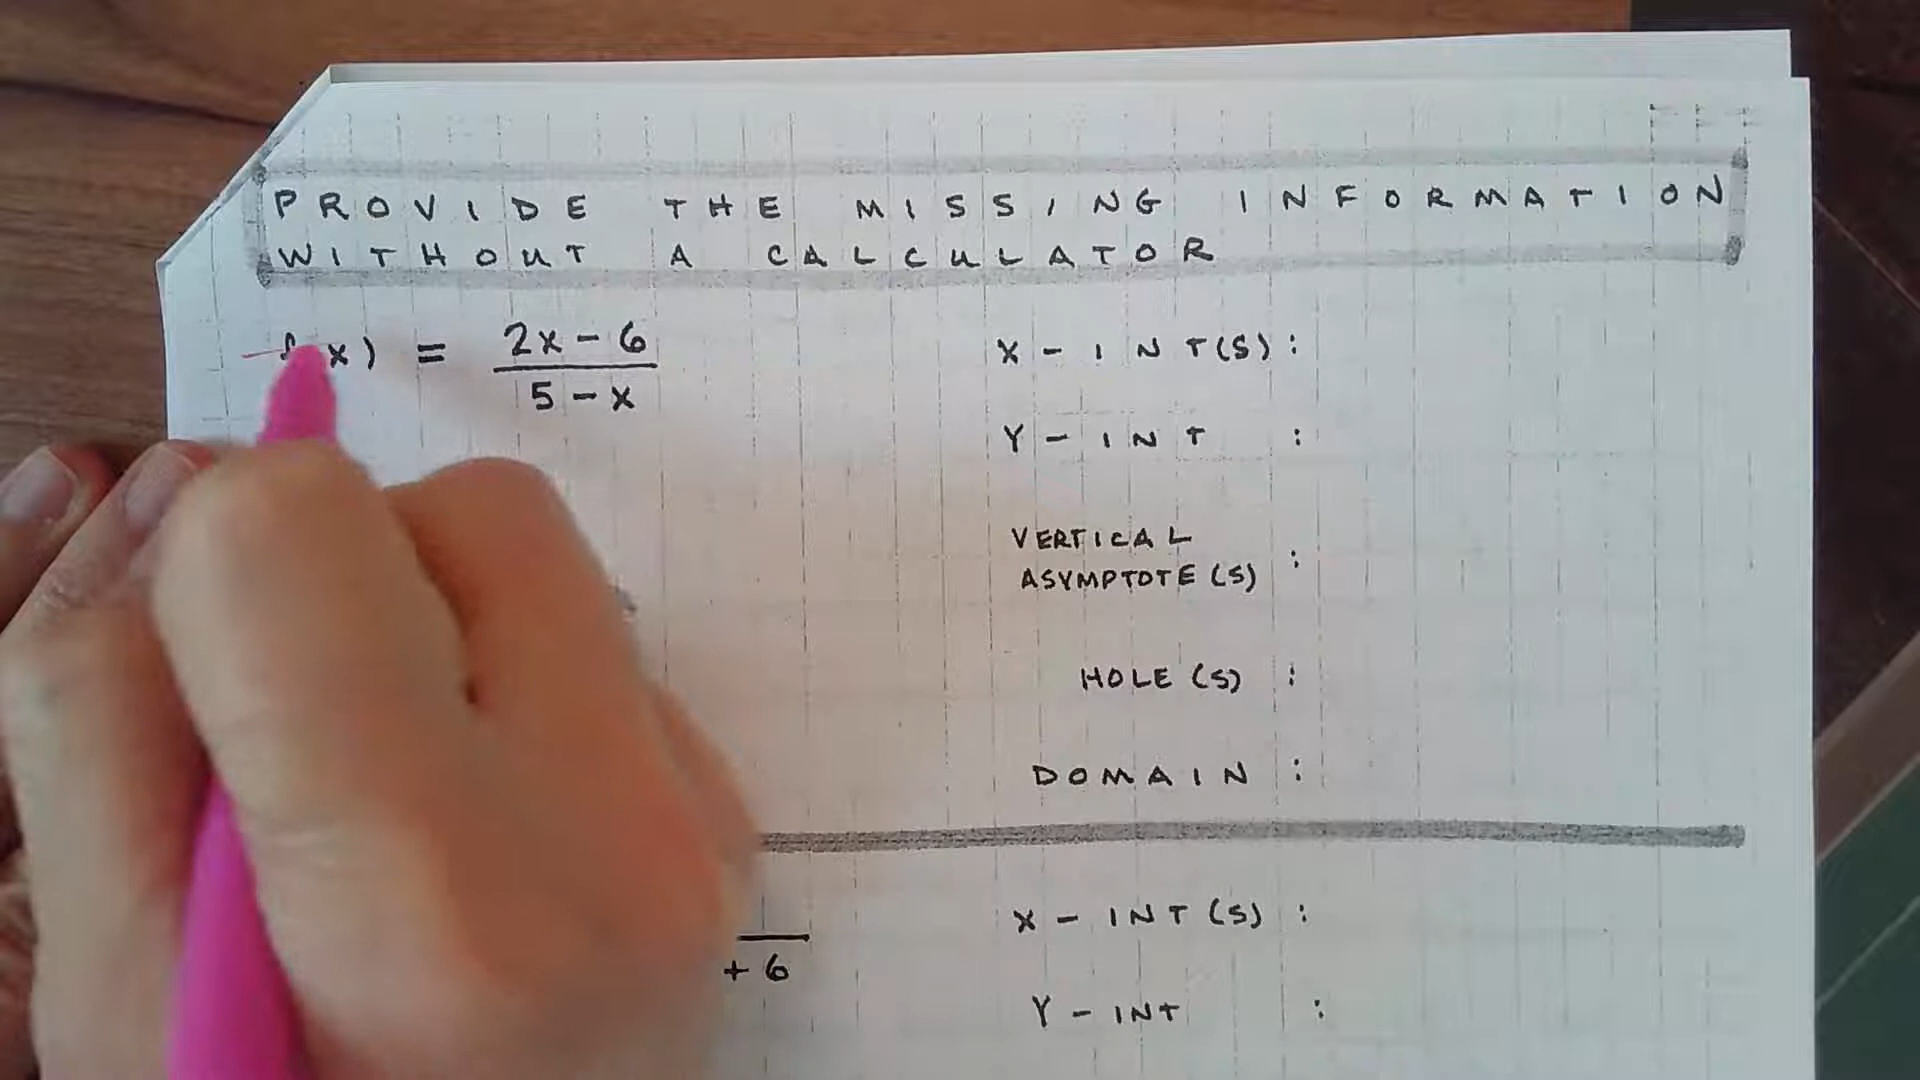 PROVIDE THE MISSING INFORMATION
WITHOUT A CALCULATOR
x) = 2x - 6
5 - x
X - INT(S) :
Y - INT :
VERTICAL
ASYMPTOTE (S) :
HOLE (S) :
DOMAIN :
+ 6
X - INT (S) :
Y - INT :